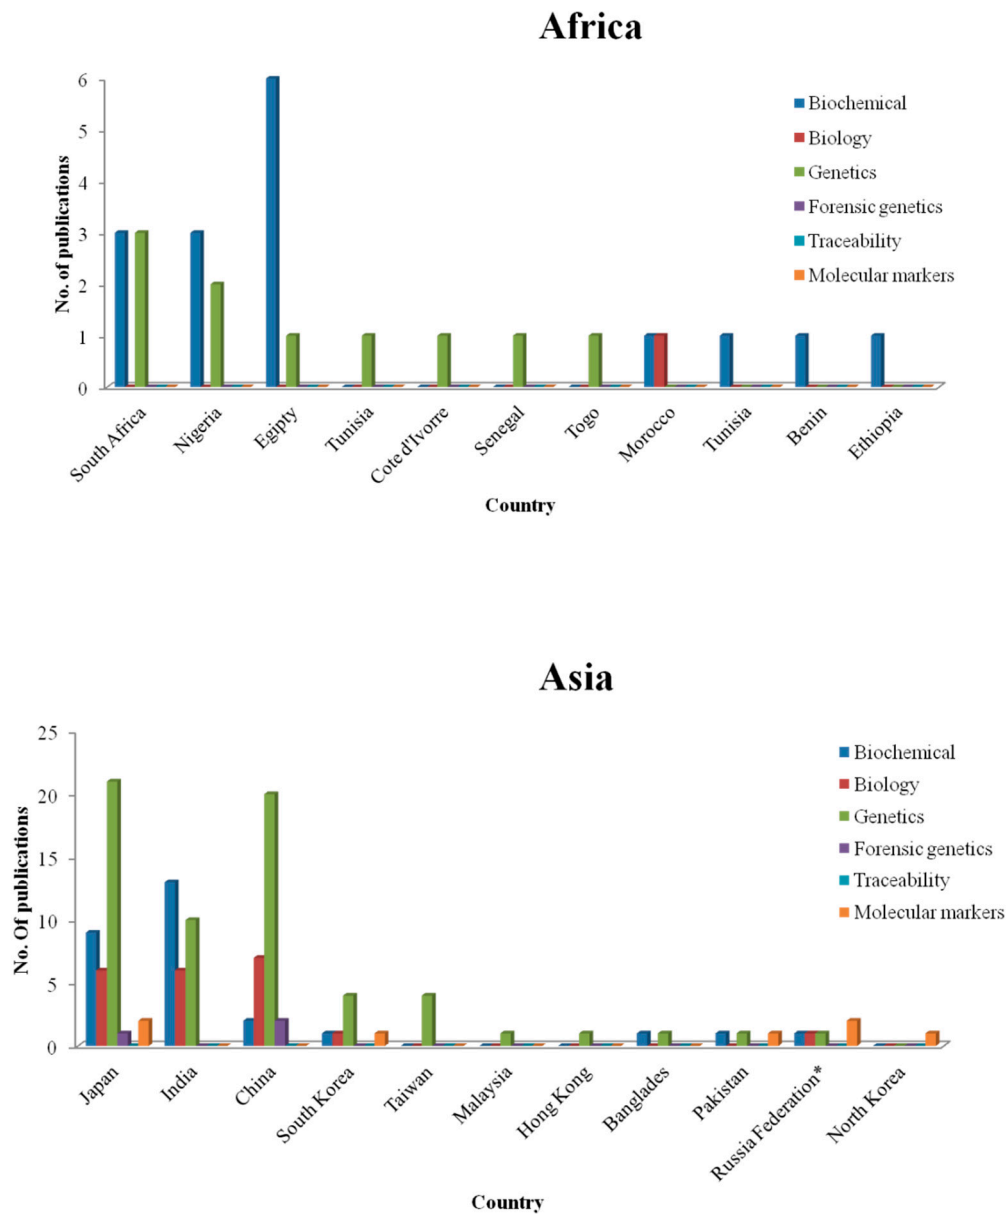 Africa
No. of publications
6
5
4
3
2
1
0
Biochemical
Biology
Genetics
Forensic genetics
Traceability
Molecular markers
South Africa
Nigeria
Egipty
Tunisia
Cote d'Ivorre
Senegal
Togo
Morocco
Tunisia
Benin
Ethiopia
Country
Asia
No. Of publications
25
20
15
10
5
0
Biochemical
Biology
Genetics
Forensic genetics
Traceability
Molecular markers
Japan
India
China
South Korea
Taiwan
Malaysia
Hong Kong
Banglades
Pakistan
Russia Federation*
North Korea
Country